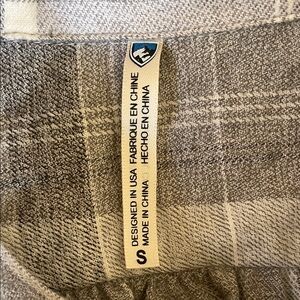 DESIGNED IN USA FABRIQUE EN CHINE
MADE IN CHINA HECHO EN CHINA
S